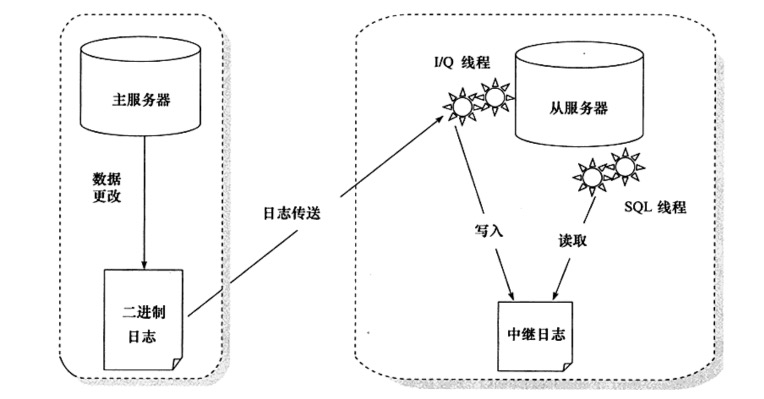 主服务器
数据
更改
二进制
日志
日志传送
I/Q 线程
从服务器
SQL 线程
写入
读取
中继日志